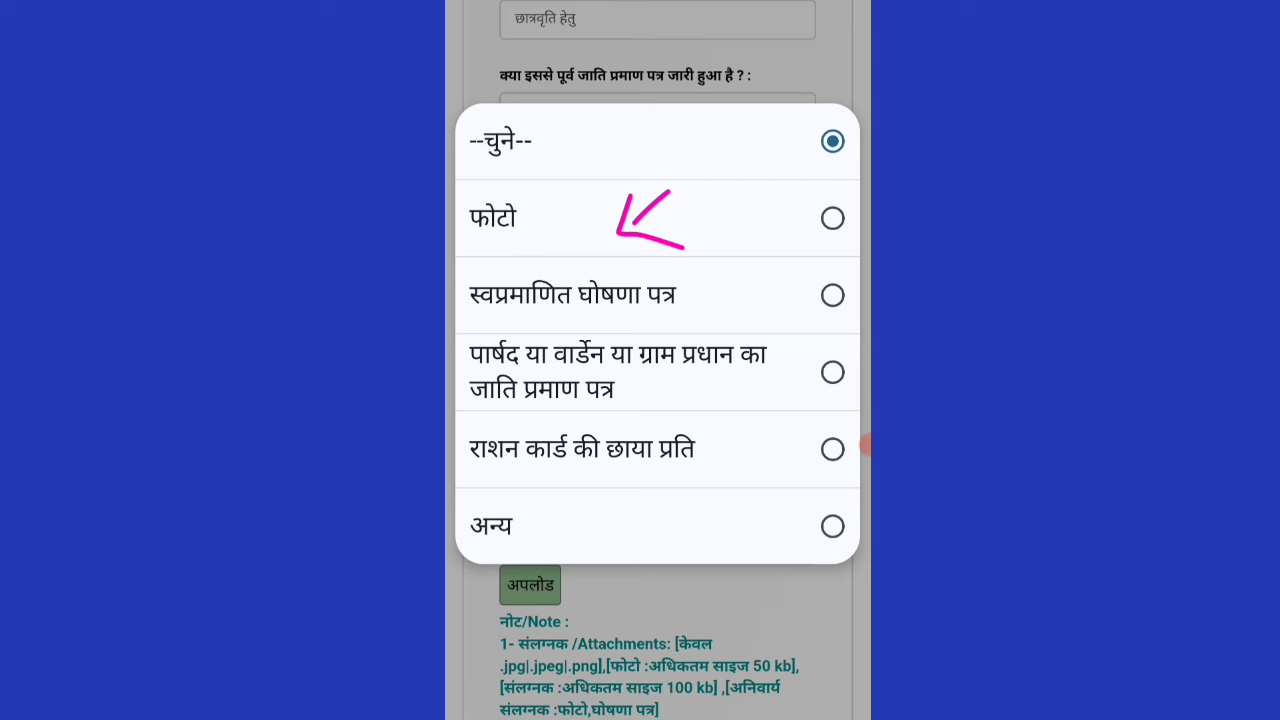 छात्रवृति हेतु
क्या इससे पूर्व जाति प्रमाण पत्र जारी हुआ है ? :
--चुने--
फोटो
स्वप्रमाणित घोषणा पत्र
पार्षद या वार्डेन या ग्राम प्रधान का
जाति प्रमाण पत्र
राशन कार्ड की छाया प्रति
अन्य
अपलोड
नोट/Note :
1- संलग्नक /Attachments: [केवल
.jpg|.jpeg|.png],[फोटो :अधिकतम साइज 50 kb],
[संलग्नक :अधिकतम साइज 100 kb] ,[अनिवार्य
संलग्नक :फोटो,घोषणा पत्र]